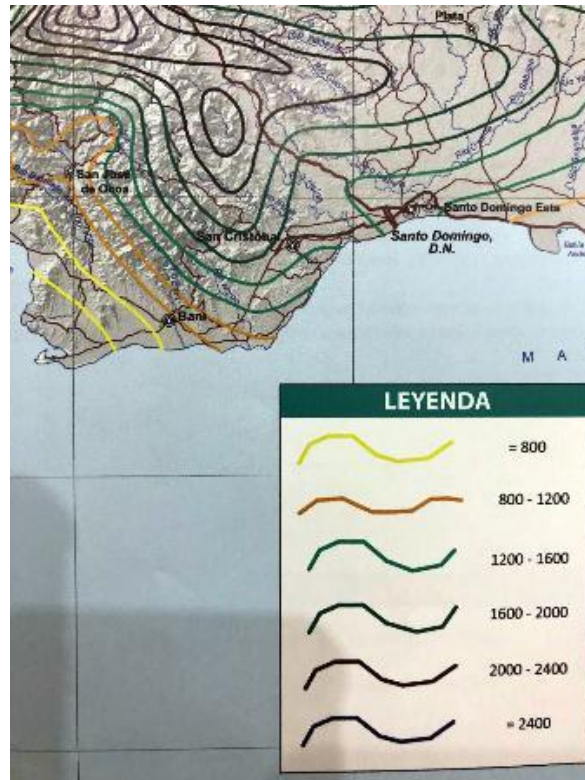 Plata
San José
de Ocoa
Santo Domingo Este
San Cristóbal
Santo Domingo,
D.N.
Baní
M A
LEYENDA
= 800
800 - 1200
1200 - 1600
1600 - 2000
2000 - 2400
= 2400